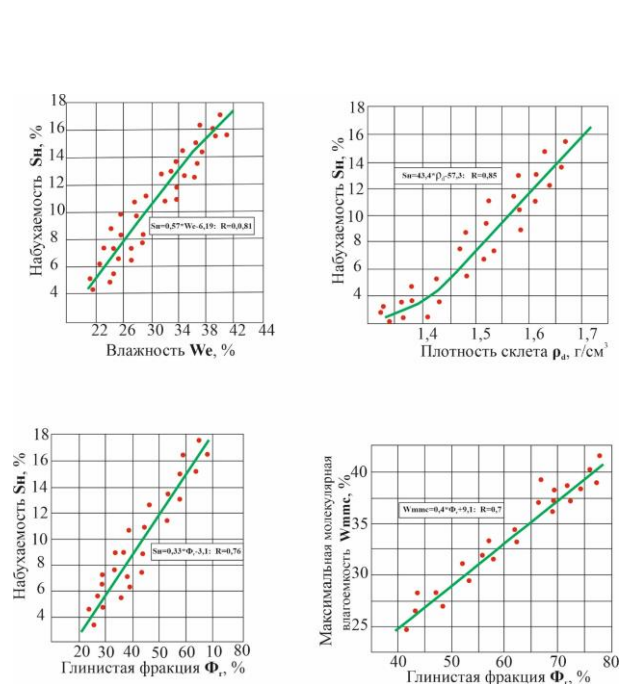 18
16
14
12
10
8
6
4
Набухаемость Sн, %
Sн=0,57*We-6,19: R=0,0,81
22 26 30 34 38 41 42 44
Влажность We, %
18
16
14
12
10
8
6
4
Набухаемость Sн, %
Sн=43,4*ρd-57,3: R=0,85
1,4 1,5 1,6 1,7
Плотность склета ρd, г/см³
18
16
14
12
10
8
6
4
Набухаемость Sн, %
Sн=0,33*Фг-3,1: R=0,76
20 30 40 50 60 10 80
Глинистая фракция Фг, %
40
35
30
25
Максимальная молекулярная
влагоемкость Wммс, %
Wммс=0,4*Фг+9,1: R=0,7
40 50 60 70 80
Глинистая фракция Фг, %